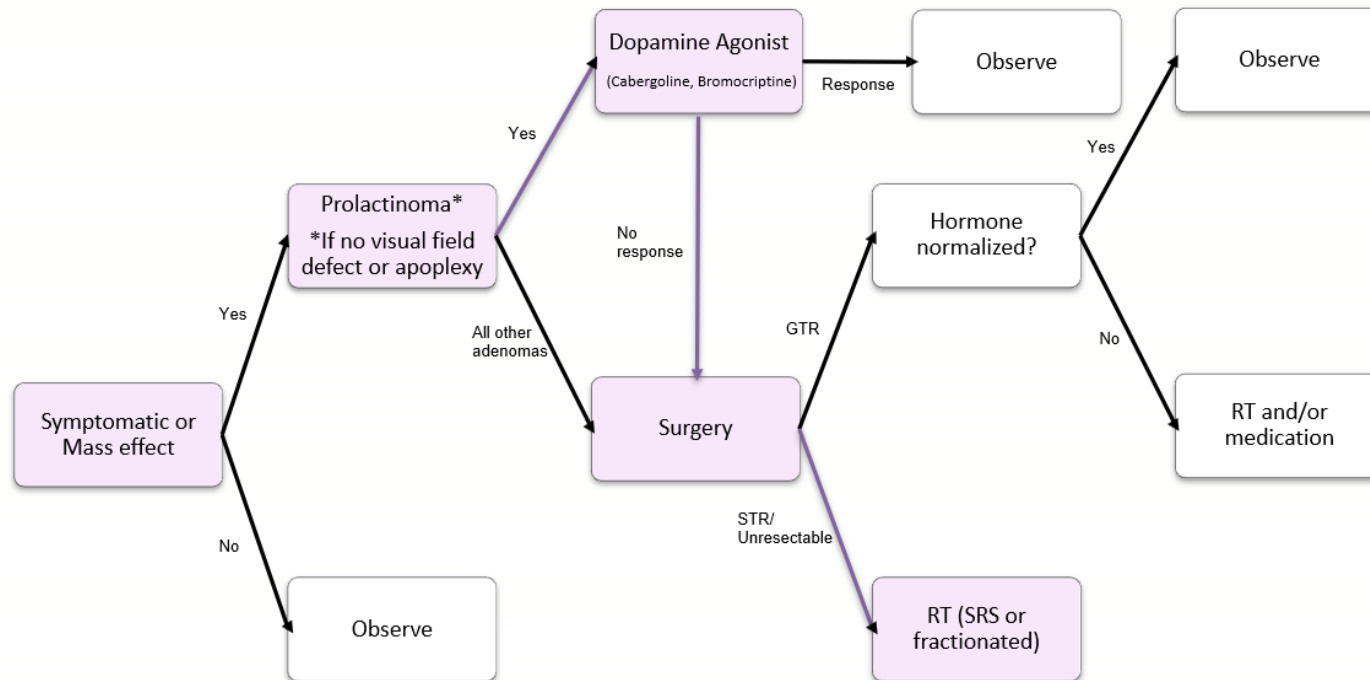 Dopamine Agonist
(Cabergoline, Bromocriptine)
Response
Observe
Observe
Yes
Yes
Prolactinoma*
*If no visual field
defect or apoplexy
No
response
Hormone
normalized?
Yes
All other
adenomas
GTR
No
Symptomatic or
Mass effect
Surgery
RT and/or
medication
No
STR/
Unresectable
Observe
RT (SRS or
fractionated)